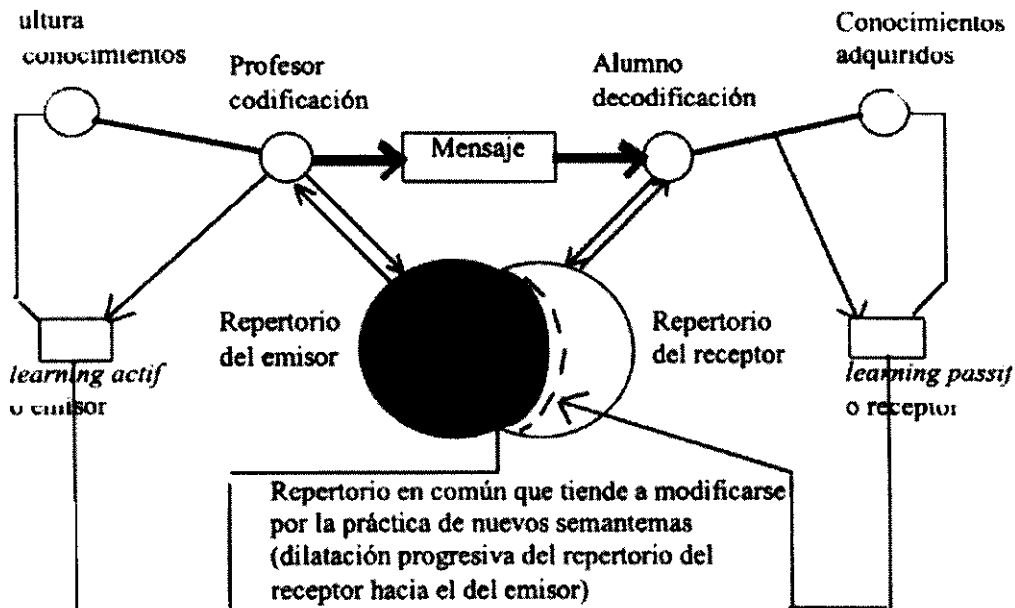 ultura
conocimientos
Profesor
codificación
Mensaje
Alumno
decodificación
Conocimientos
adquiridos
Repertorio
del emisor
Repertorio
del receptor
learning actif
o emisor
learning passif
o receptor
Repertorio en común que tiende a modificarse
por la práctica de nuevos semantemas
(dilatación progresiva del repertorio del
receptor hacia el del emisor)